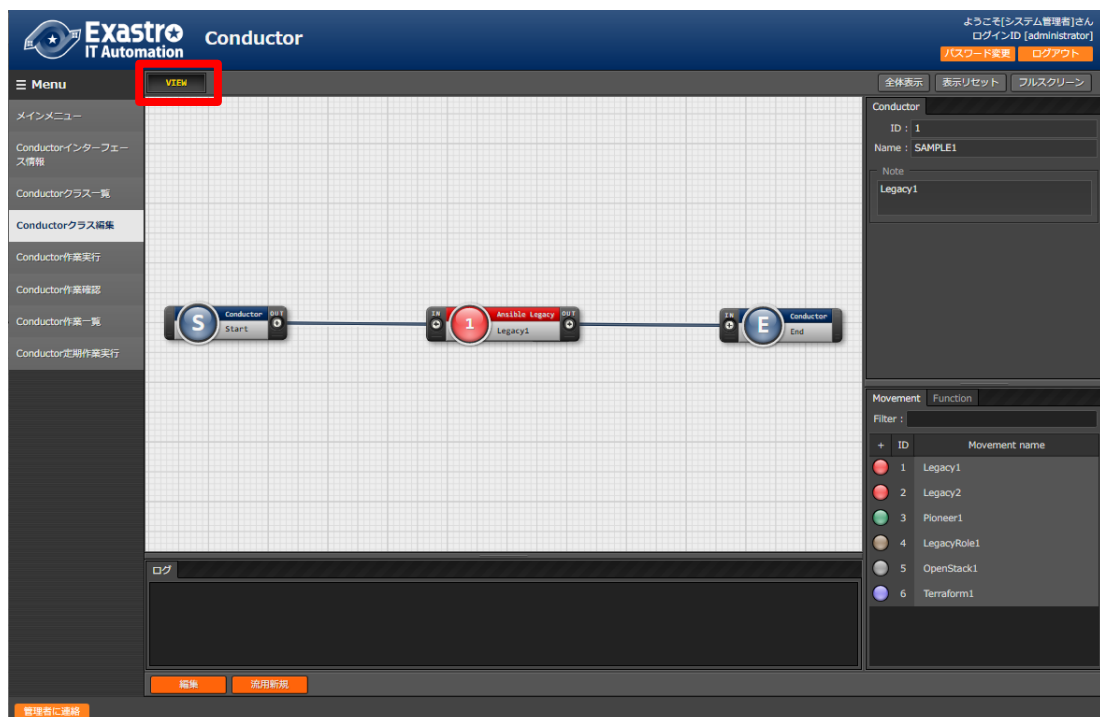 Exastro
IT Automation
Conductor
ようこそ[システム管理者]さん
ログインID [administrator]
パスワード変更
ログアウト
☰ Menu
VIEW
全体表示
表示リセット
フルスクリーン
メインメニュー
Conductorインターフェー
ス情報
Conductorクラス一覧
Conductorクラス編集
Conductor作業実行
Conductor作業確認
Conductor作業一覧
Conductor定期作業実行
S
Conductor
Start
OUT
IN
1
Ansible Legacy
Legacy1
OUT
IN
E
Conductor
End
Conductor
ID : 1
Name : SAMPLE1
Note
Legacy1
Movement
Function
Filter :
+ ID Movement name
1 Legacy1
2 Legacy2
3 Pioneer1
4 LegacyRole1
5 OpenStack1
6 Terraform1
ログ
編集
流用新規
管理者に連絡